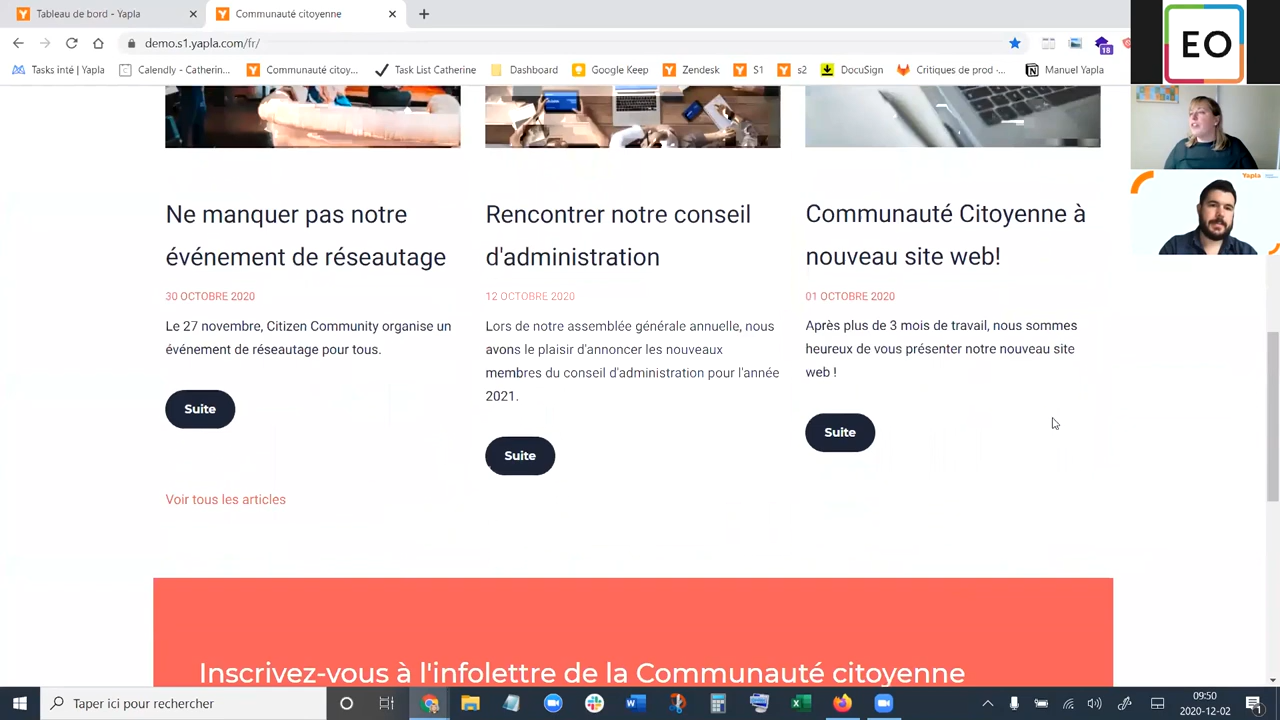 Tableau de bord - Yapla
Communauté citoyenne
demo.s1.yapla.com/fr/
18
Tasks inté | Yapla
Calendly - Catherin...
Communauté citoy...
Task List Catherine
Dashboard
Google Keep
Zendesk
S1
s2
DocuSign
Critiques de prod -...
Manuel Yapla
EO
Yapla
Ne manquer pas notre
événement de réseautage
30 OCTOBRE 2020
Le 27 novembre, Citizen Community organise un
événement de réseautage pour tous.
Suite
Rencontrer notre conseil
d'administration
12 OCTOBRE 2020
Lors de notre assemblée générale annuelle, nous
avons le plaisir d'annoncer les nouveaux
membres du conseil d'administration pour l'année
2021.
Suite
Communauté Citoyenne à
nouveau site web!
01 OCTOBRE 2020
Après plus de 3 mois de travail, nous sommes
heureux de vous présenter notre nouveau site
web !
Suite
Voir tous les articles
Inscrivez-vous à l'infolettre de la Communauté citoyenne
Taper ici pour rechercher
09:50
2020-12-02
1